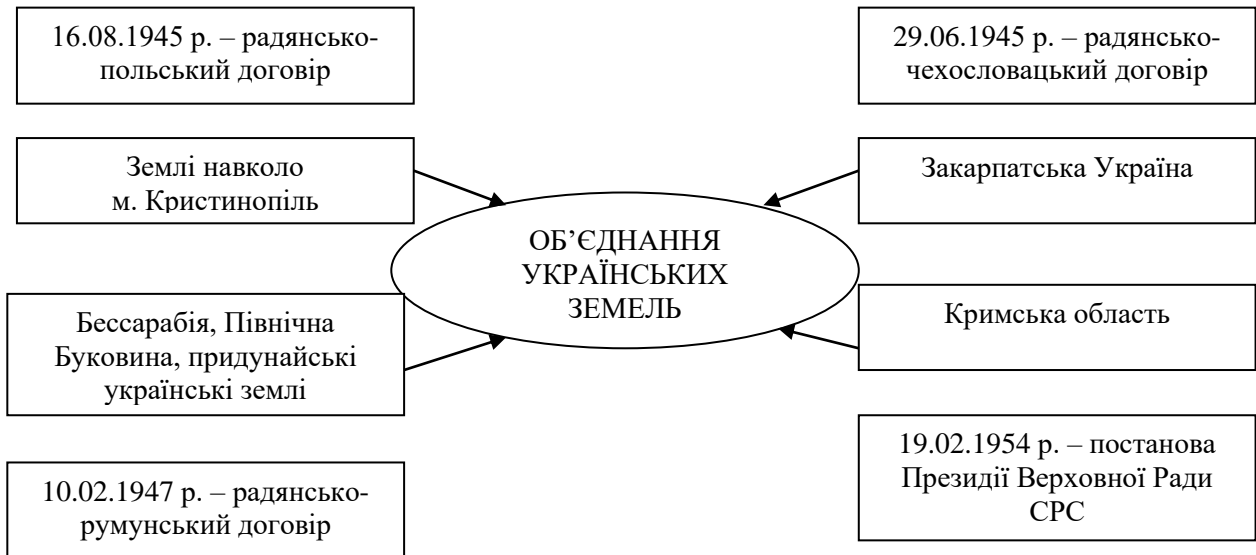 16.08.1945 р. – радянсько-
польський договір
29.06.1945 р. – радянсько-
чехословацький договір
Землі навколо
м. Кристинопіль
Закарпатська Україна
ОБ’ЄДНАННЯ
УКРАЇНСЬКИХ
ЗЕМЕЛЬ
Бессарабія, Північна
Буковина, придунайські
українські землі
Кримська область
10.02.1947 р. – радянсько-
румунський договір
19.02.1954 р. – постанова
Президії Верховної Ради
СРС